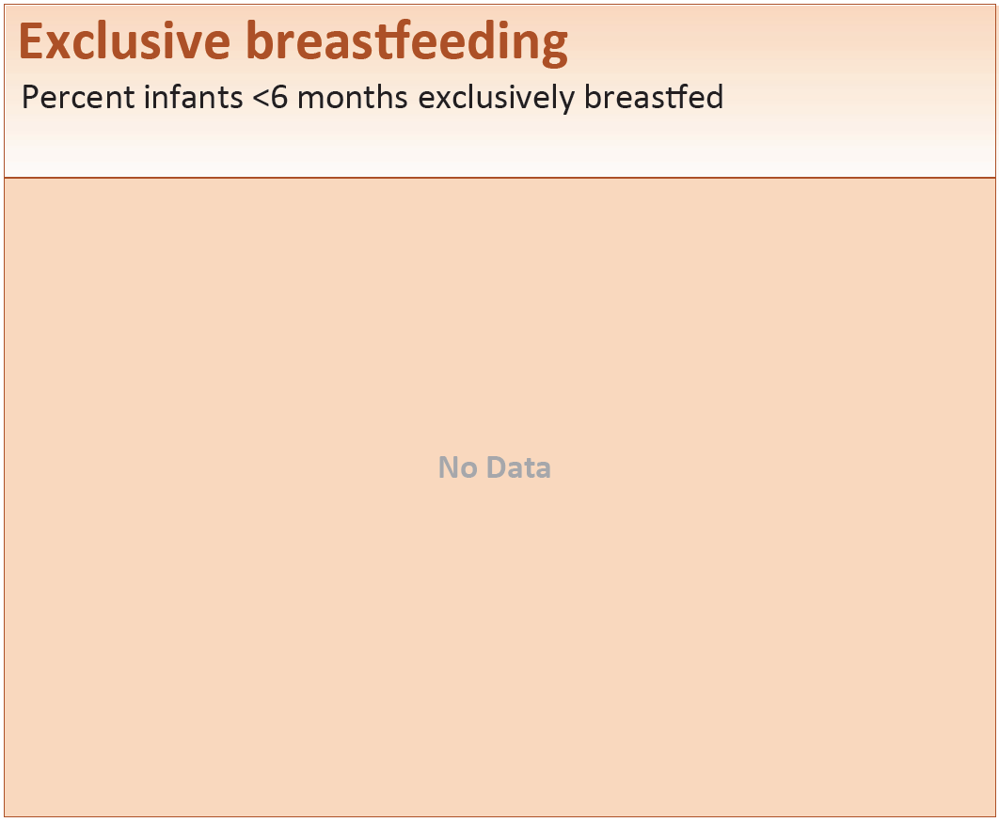 Exclusive breastfeeding
Percent infants <6 months exclusively breastfed
No Data